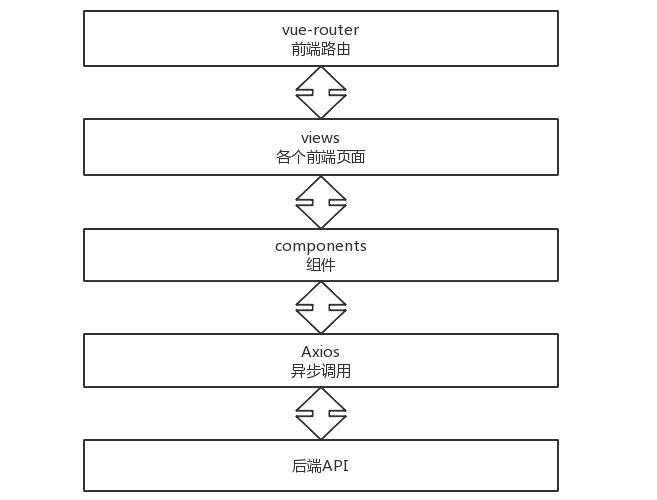 vue-router
前端路由
views
各个前端页面
components
组件
Axios
异步调用
后端API